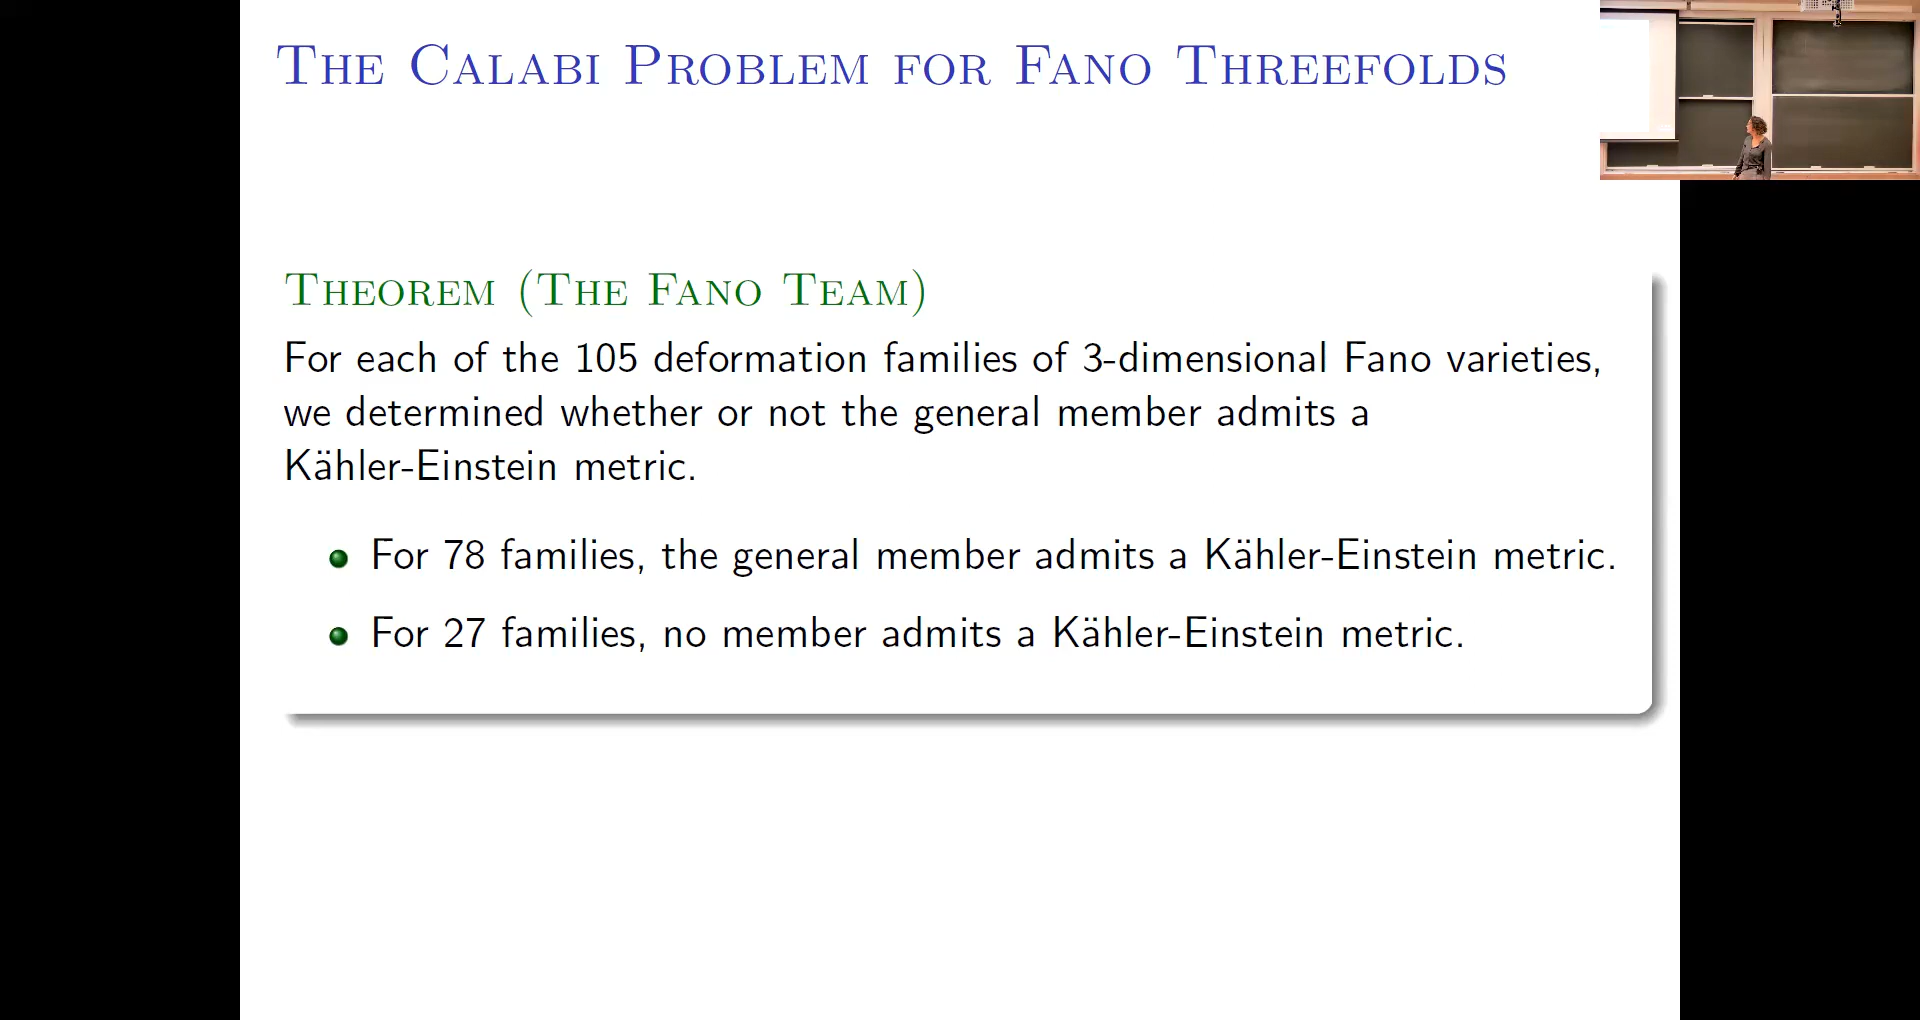 The Calabi Problem for Fano Threefolds
Theorem (The Fano Team)
For each of the 105 deformation families of 3-dimensional Fano varieties,
we determined whether or not the general member admits a
Kähler-Einstein metric.
For 78 families, the general member admits a Kähler-Einstein metric.
For 27 families, no member admits a Kähler-Einstein metric.